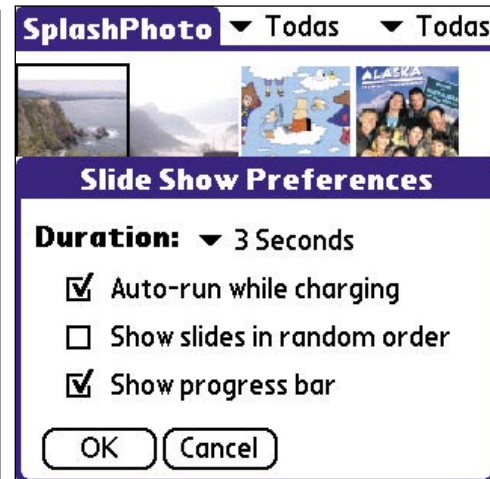 SplashPhoto Todas Todas
ALASKA
Slide Show Preferences
Duration: 3 Seconds
Auto-run while charging
Show slides in random order
Show progress bar
OK Cancel